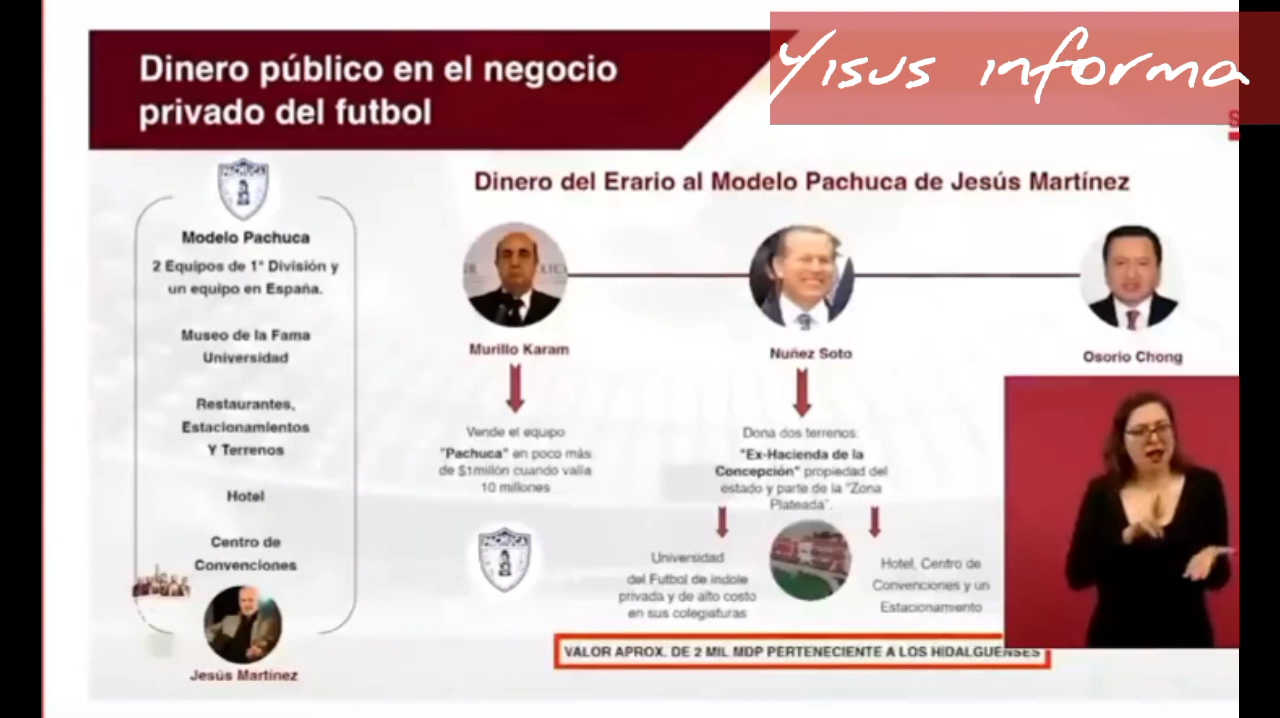 Yisus informa
Dinero público en el negocio
privado del futbol
S
Dinero del Erario al Modelo Pachuca de Jesús Martínez
PACHUCA
Modelo Pachuca
2 Equipos de 1ª División y
un equipo en España.
Museo de la Fama
Universidad
Restaurantes,
Estacionamientos
Y Terrenos
Hotel
Centro de
Convenciones
Jesús Martínez
Murillo Karam
Vende el equipo
"Pachuca" en poco más
de $1millón cuando valía
10 millones
PACHUCA
Nuñez Soto
Dona dos terrenos:
"Ex-Hacienda de la
Concepción" propiedad del
estado y parte de la "Zona
Plateada".
Universidad
del Futbol de índole
privada y de alto costo
en sus colegiaturas
Hotel, Centro de
Convenciones y un
Estacionamiento
Osorio Chong
VALOR APROX. DE 2 MIL MDP PERTENECIENTE A LOS HIDALGUENSES